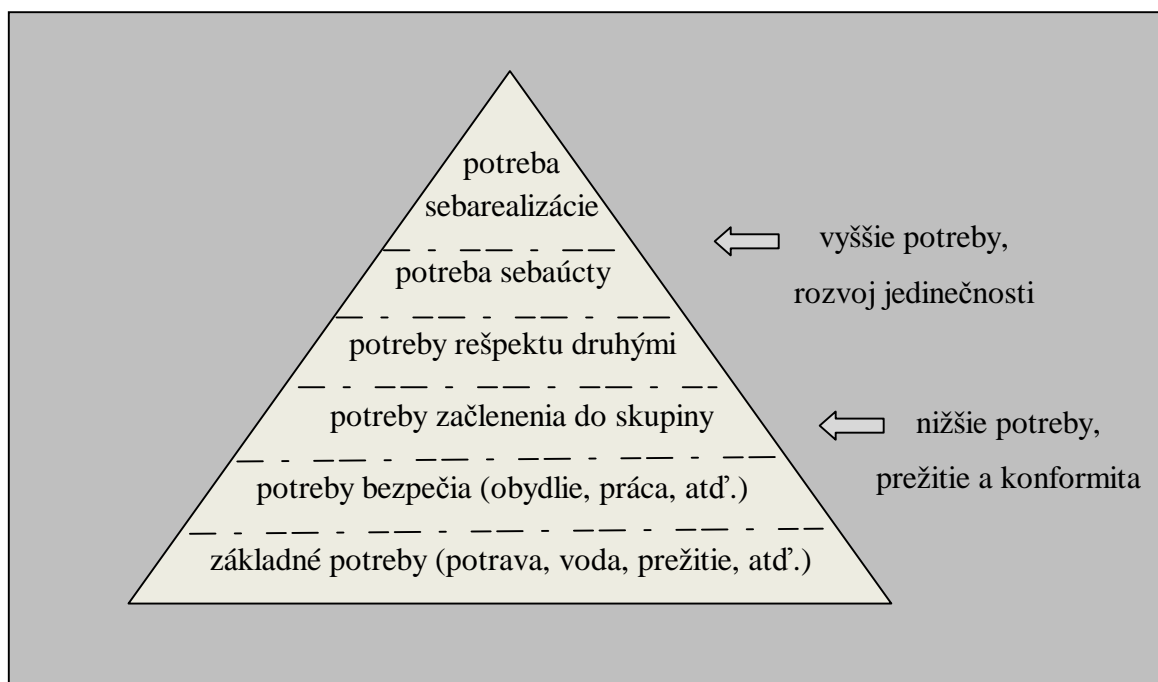 potreba
sebarealizácie
vyššie potreby,
rozvoj jedinečnosti
potreba sebaúcty
potreby rešpektu druhými
potreby začlenenia do skupiny
nižšie potreby,
prežitie a konformita
potreby bezpečia (obydlie, práca, atď.)
základné potreby (potrava, voda, prežitie, atď.)